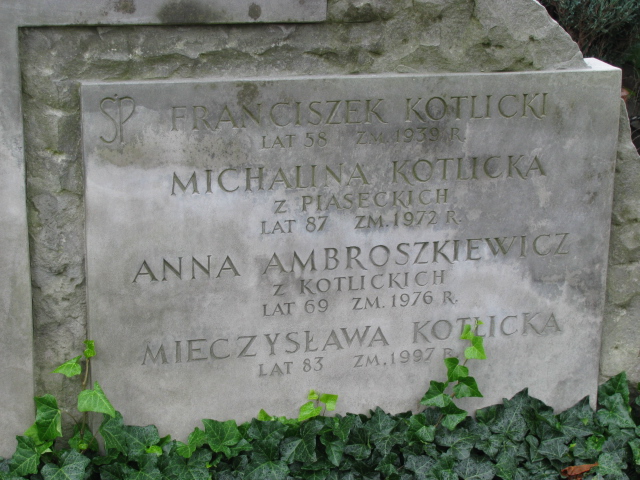 ŚP FRANCISZEK KOTLICKI
LAT 58 ZM. 1939 R.
MICHALINA KOTLICKA
Z PIASECKICH
LAT 87 ZM. 1972 R.
ANNA AMBROSZKIEWICZ
Z KOTLICKICH
LAT 69 ZM. 1976 R.
MIECZYSŁAWA KOTLICKA
LAT 83 ZM. 1997 R.